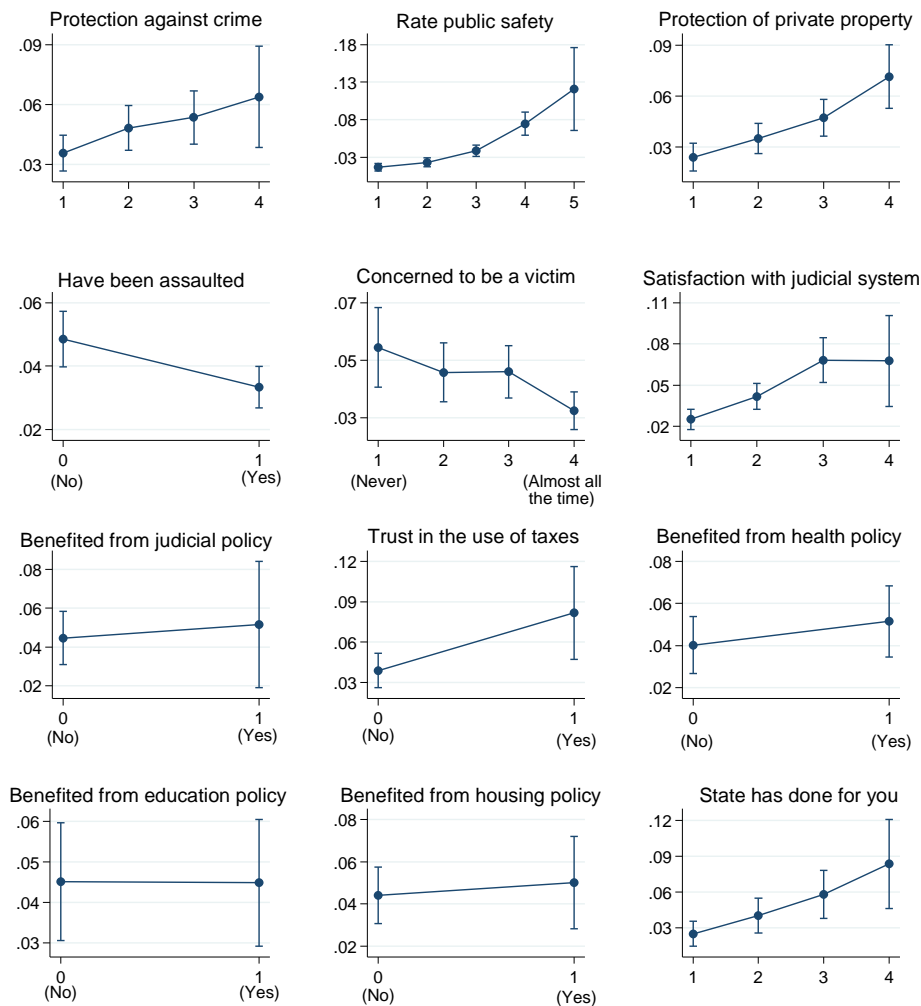 Protection against crime
.09
.06
.03
1 2 3 4
Rate public safety
.18
.13
.08
.03
1 2 3 4 5
Protection of private property
.09
.06
.03
1 2 3 4
Have been assaulted
.06
.04
.02
0 1
(No) (Yes)
Concerned to be a victim
.07
.05
.03
1 2 3 4
(Never) (Almost all
the time)
Satisfaction with judicial system
.11
.08
.05
.02
1 2 3 4
Benefited from judicial policy
.08
.06
.04
.02
0 1
(No) (Yes)
Trust in the use of taxes
.12
.09
.06
.03
0 1
(No) (Yes)
Benefited from health policy
.08
.06
.04
.02
0 1
(No) (Yes)
Benefited from education policy
.06
.05
.04
.03
0 1
(No) (Yes)
Benefited from housing policy
.08
.06
.04
.02
0 1
(No) (Yes)
State has done for you
.12
.09
.06
.03
1 2 3 4